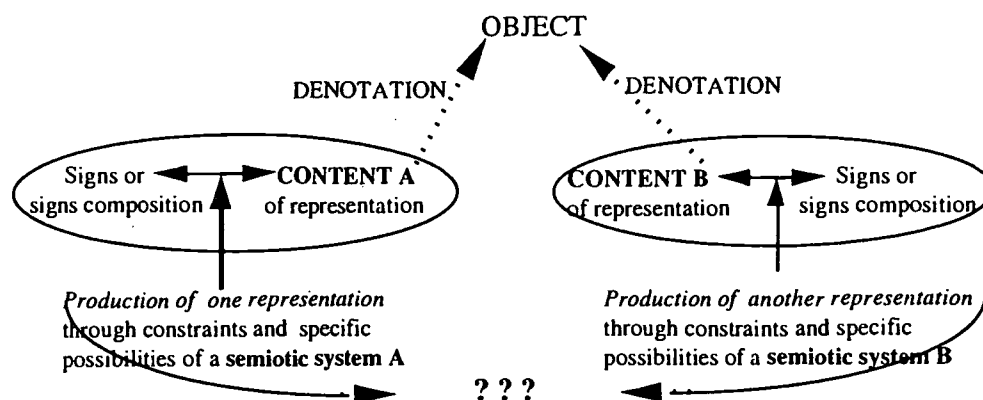 OBJECT
DENOTATION
DENOTATION
Signs or
signs composition
CONTENT A
of representation
CONTENT B
of representation
Signs or
signs composition
Production of one representation
through constraints and specific
possibilities of a semiotic system A
Production of another representation
through constraints and specific
possibilities of a semiotic system B
? ? ?